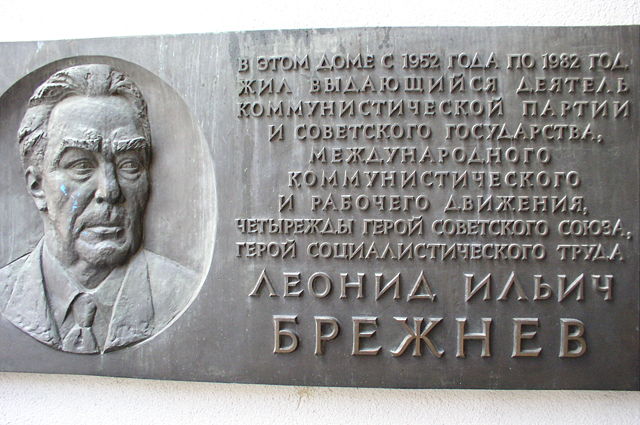 В ЭТОМ ДОМЕ С 1952 ГОДА ПО 1982 ГОД
ЖИЛ ВЫДАЮЩИЙСЯ ДЕЯТЕЛЬ
КОММУНИСТИЧЕСКОЙ ПАРТИИ
И СОВЕТСКОГО ГОСУДАРСТВА,
МЕЖДУНАРОДНОГО
КОММУНИСТИЧЕСКОГО
И РАБОЧЕГО ДВИЖЕНИЯ,
ЧЕТЫРЕЖДЫ ГЕРОЙ СОВЕТСКОГО СОЮЗА,
ГЕРОЙ СОЦИАЛИСТИЧЕСКОГО ТРУДА
ЛЕОНИД ИЛЬИЧ
БРЕЖНЕВ